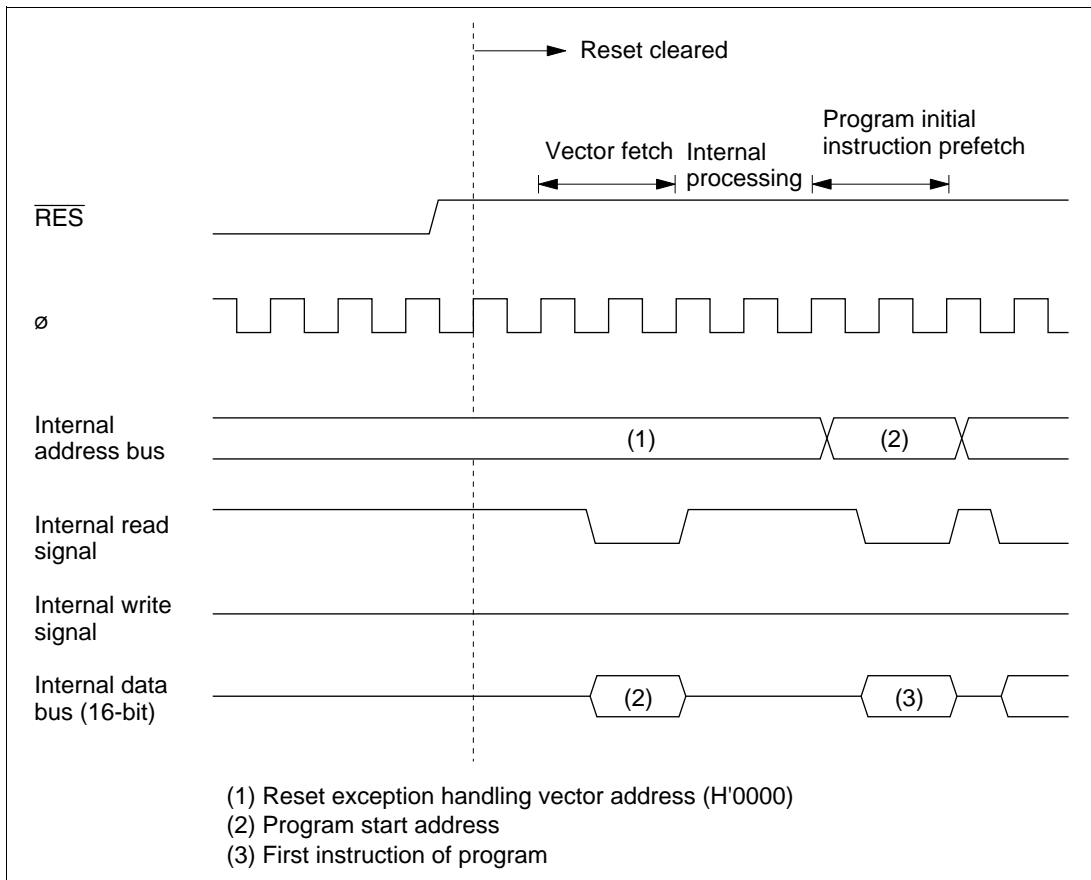 Reset cleared
Program initial
instruction prefetch
Vector fetch
Internal
processing
RES
ø
Internal
address bus
(1)
(2)
Internal read
signal
Internal write
signal
Internal data
bus (16-bit)
(2)
(3)
(1) Reset exception handling vector address (H'0000)
(2) Program start address
(3) First instruction of program